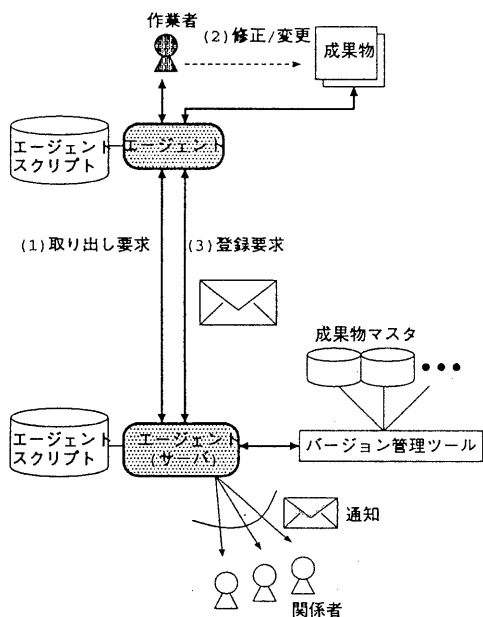 作業者
(2)修正/変更
成果物
エージェント
スクリプト
エージェント
(1)取り出し要求
(3)登録要求
成果物マスタ
エージェント
スクリプト
エージェント
(サーバ)
バージョン管理ツール
通知
関係者